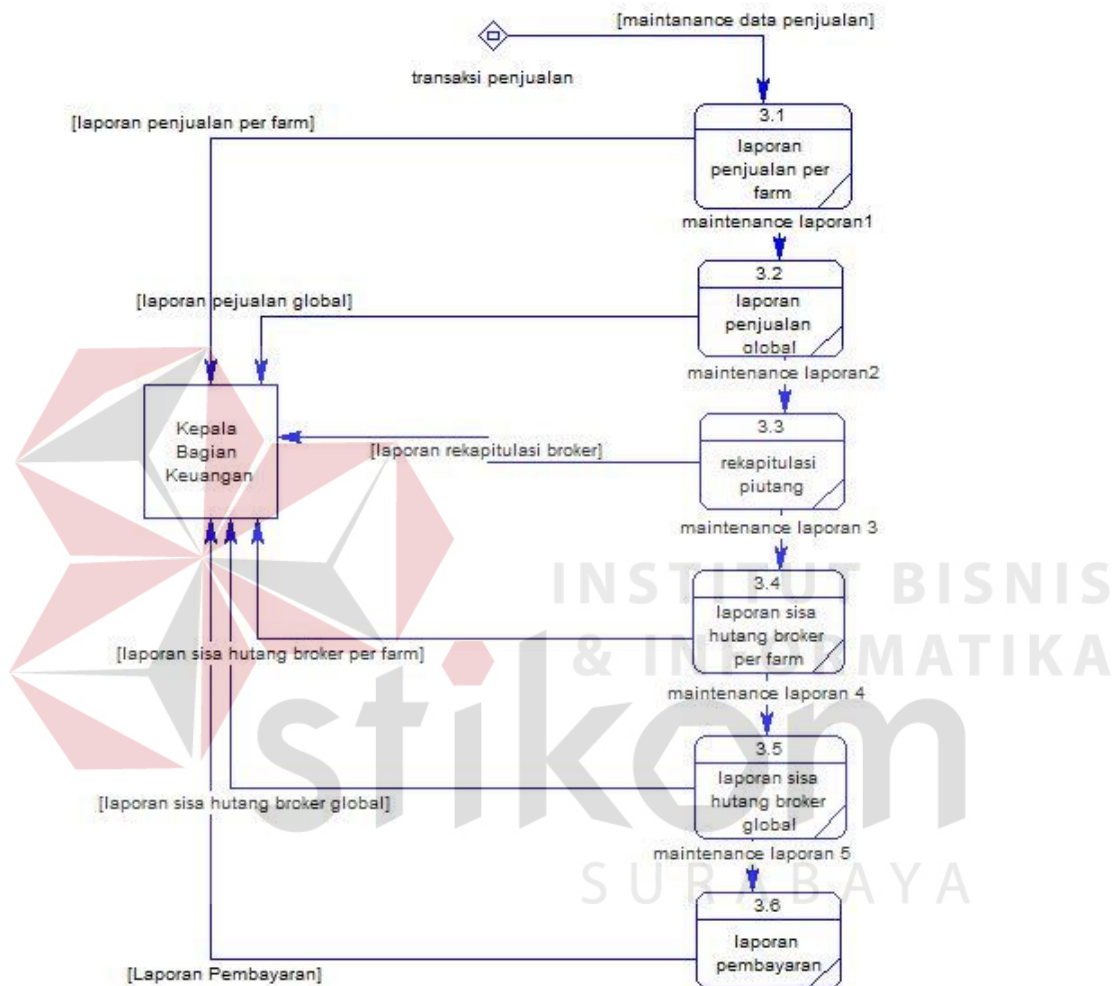 [maintanance data penjualan]
transaksi penjualan
3.1
laporan
penjualan per
farm
[laporan penjualan per farm]
maintenance laporan1
3.2
laporan
penjualan
global
[laporan pejualan global]
maintenance laporan2
Kepala
Bagian
Keuangan
3.3
rekapitulasi
piutang
[laporan rekapitulasi broker]
maintenance laporan 3
3.4
laporan sisa
hutang broker
per farm
[laporan sisa hutang broker per farm]
maintenance laporan 4
3.5
laporan sisa
hutang broker
global
[laporan sisa hutang broker global]
maintenance laporan 5
3.6
laporan
pembayaran
[Laporan Pembayaran]
INSTITUT BISNIS
& INFORMATIKA
stikom
SURABAYA